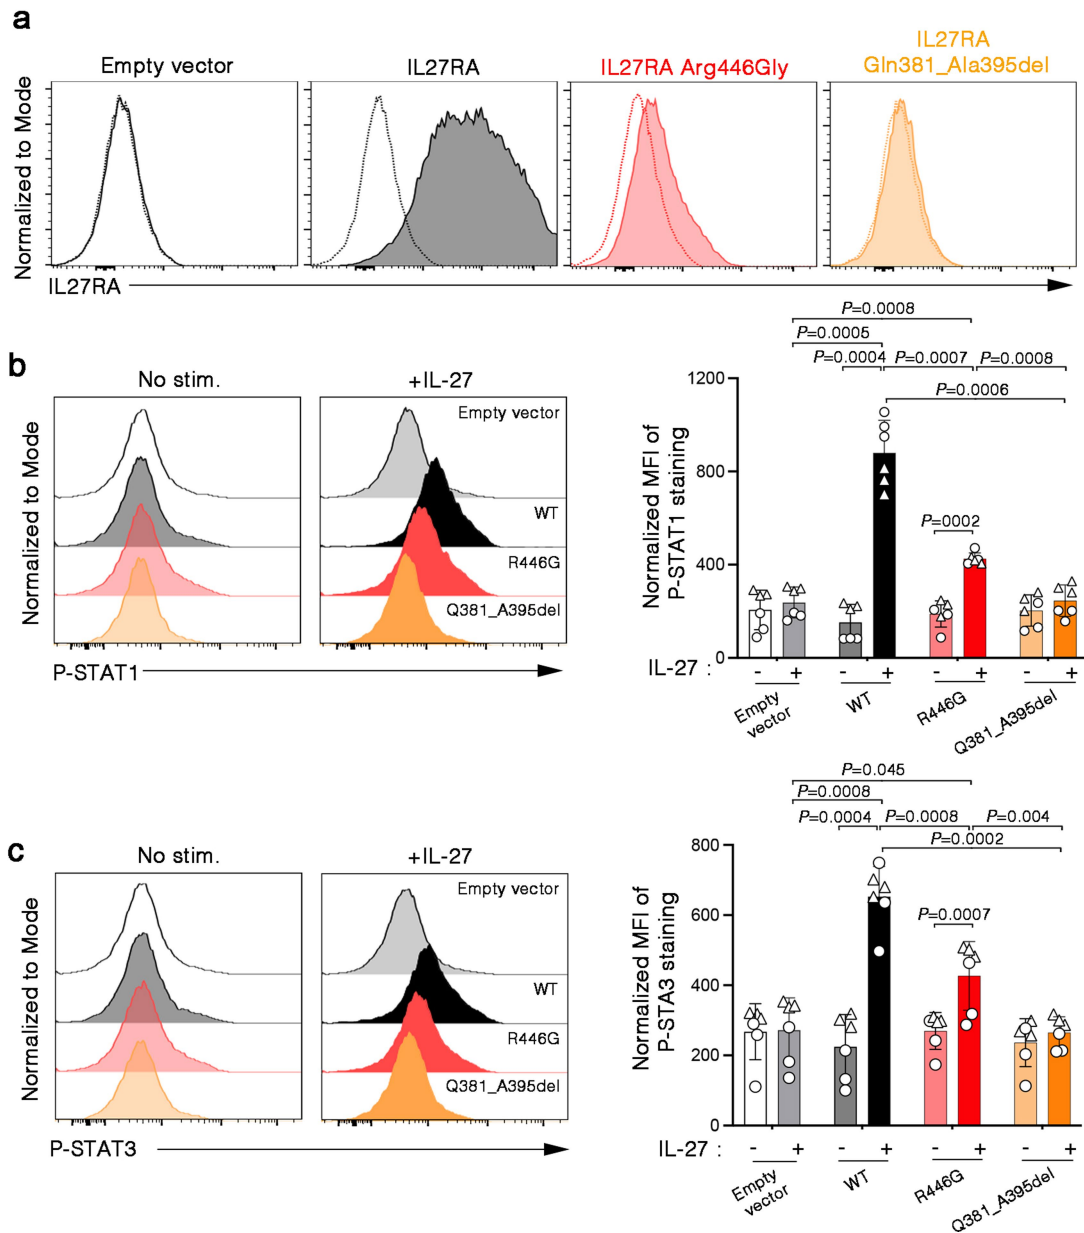 a
Empty vector
IL27RA
IL27RA Arg446Gly
IL27RA
Gln381_Ala395del
Normalized to Mode
IL27RA
b
No stim.
+IL-27
Normalized to Mode
Empty vector
WT
R446G
Q381_A395del
P-STAT1
P=0.0008
P=0.0005
P=0.0004
P=0.0007
P=0.0008
P=0.0006
P=0002
Normalized MFI of
P-STAT1 staining
1200
800
400
0
IL-27 :
- + - + - + - +
Empty
vector
WT
R446G
Q381_A395del
c
No stim.
+IL-27
Normalized to Mode
Empty vector
WT
R446G
Q381_A395del
P-STAT3
P=0.045
P=0.0008
P=0.0004
P=0.0008
P=0.004
P=0.0002
P=0.0007
Normalized MFI of
P-STA3 staining
800
600
400
200
0
IL-27 :
- + - + - + - +
Empty
vector
WT
R446G
Q381_A395del